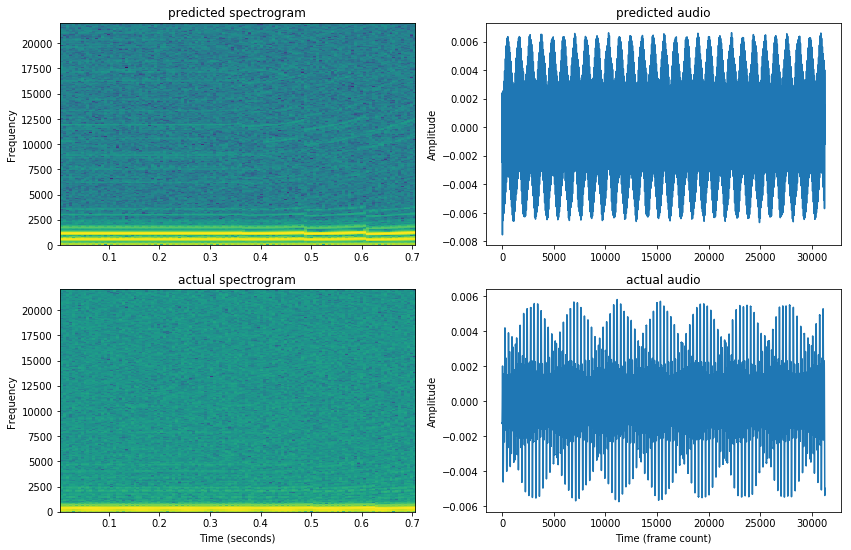 predicted spectrogram
Frequency
20000
17500
15000
12500
10000
7500
5000
2500
0
0.1 0.2 0.3 0.4 0.5 0.6 0.7
predicted audio
Amplitude
0.006
0.004
0.002
0.000
−0.002
−0.004
−0.006
−0.008
0 5000 10000 15000 20000 25000 30000
actual spectrogram
Frequency
20000
17500
15000
12500
10000
7500
5000
2500
0
0.1 0.2 0.3 0.4 0.5 0.6 0.7
Time (seconds)
actual audio
Amplitude
0.006
0.004
0.002
0.000
−0.002
−0.004
−0.006
0 5000 10000 15000 20000 25000 30000
Time (frame count)